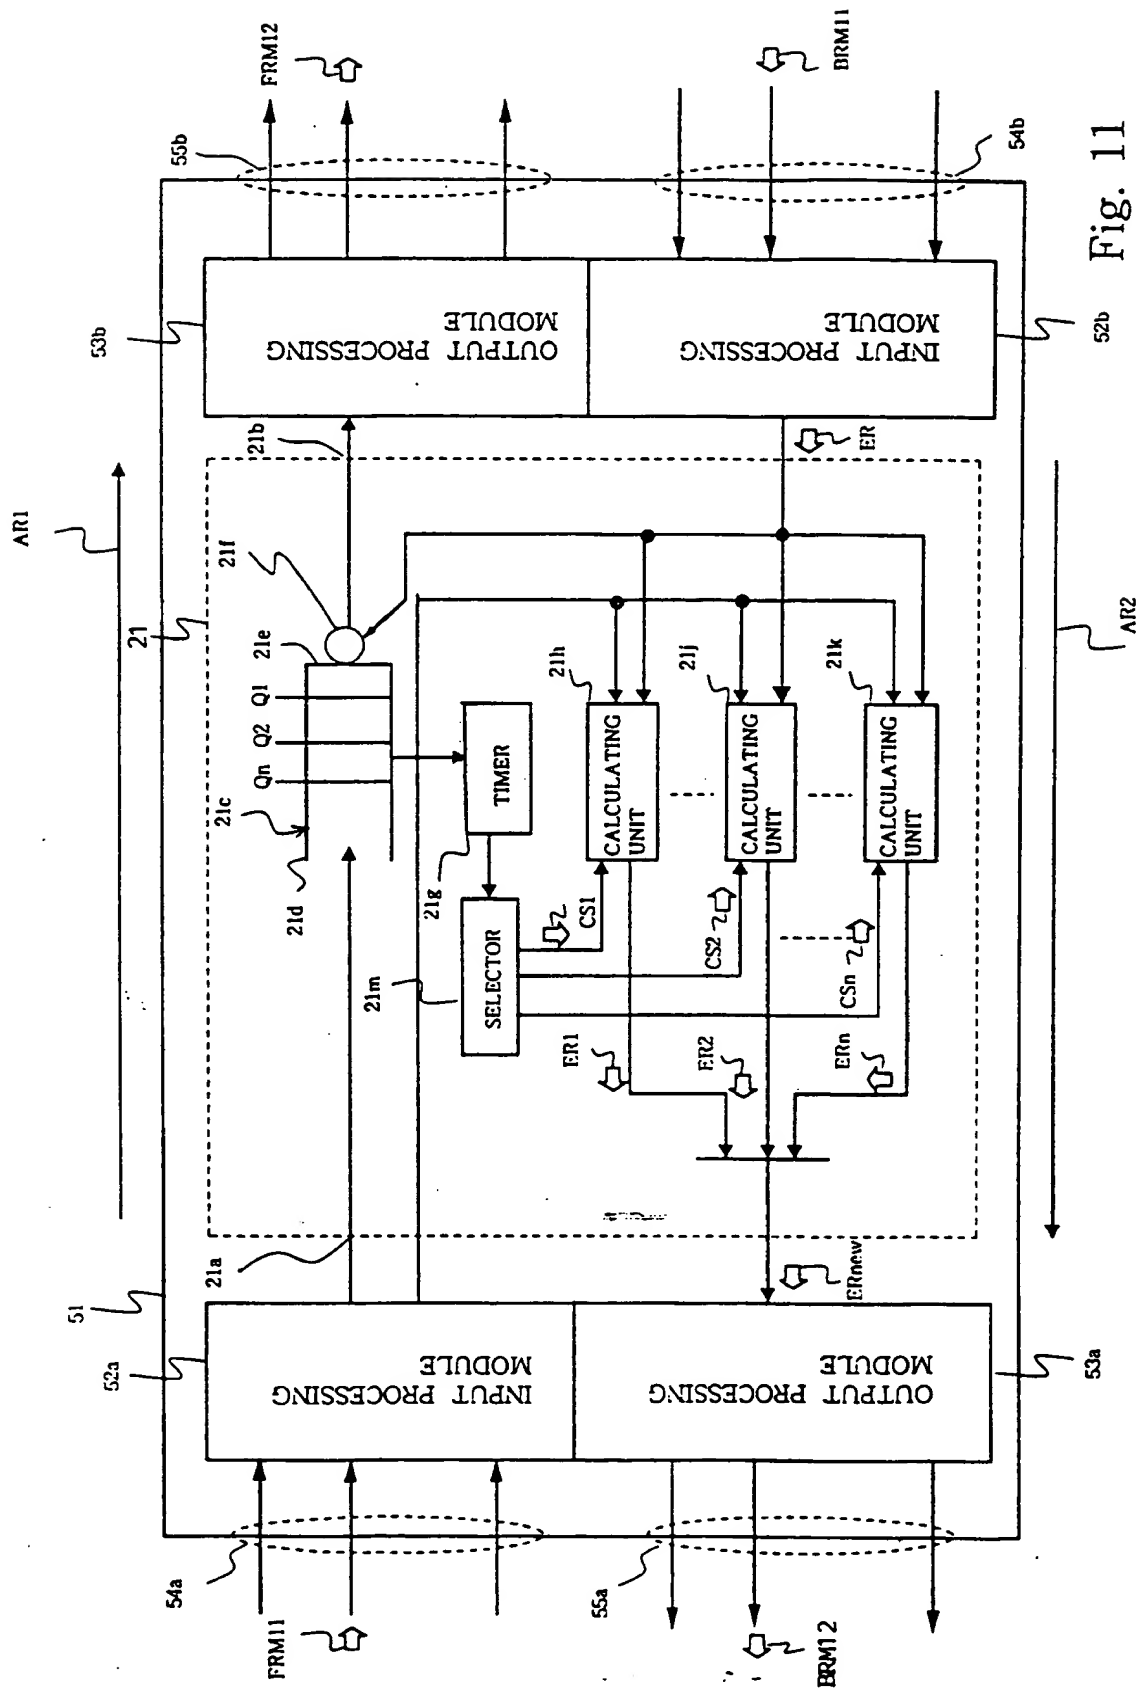 AR1
51
21
54a
FRM11
52a
INPUT PROCESSING
MODULE
21a
21d
21c
Qn
Q2
Q1
21e
21f
21b
53b
OUTPUT PROCESSING
MODULE
55b
FRM12
21m
SELECTOR
21g
TIMER
CS1
CALCULATING
UNIT
21h
ER1
CS2
CALCULATING
UNIT
21j
ER2
CSn
CALCULATING
UNIT
21k
ERn
ER
ERnew
OUTPUT PROCESSING
MODULE
53a
55a
BRM12
INPUT PROCESSING
MODULE
52b
BRM11
54b
AR2
Fig. 11